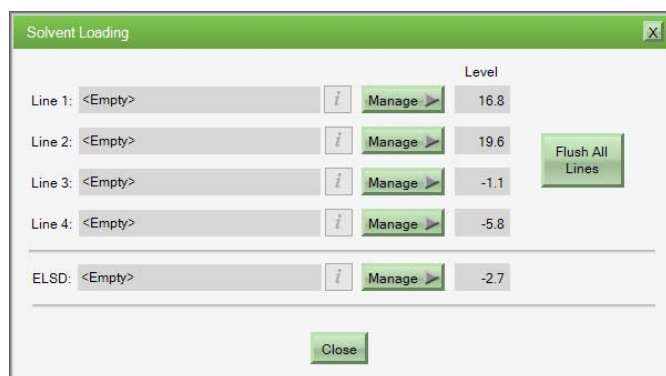 Solvent Loading X
Level
Line 1: <Empty> i Manage 16.8
Line 2: <Empty> i Manage 19.6
Flush All
Lines
Line 3: <Empty> i Manage -1.1
Line 4: <Empty> i Manage -5.8
ELSD: <Empty> i Manage -2.7
Close